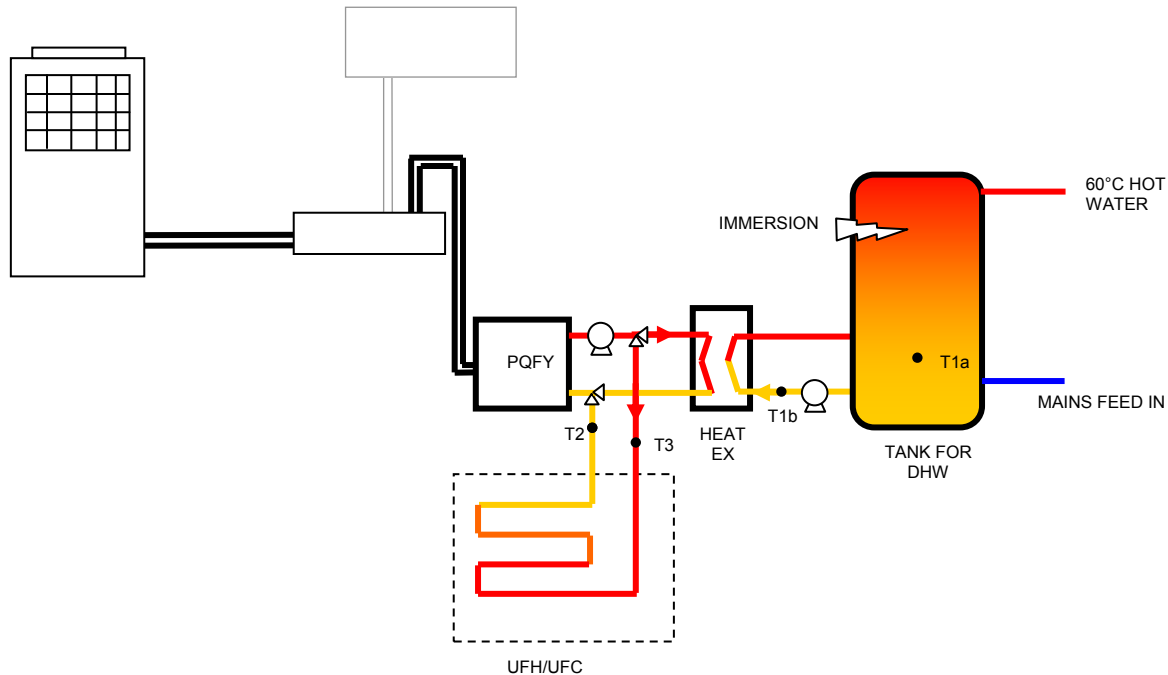 60°C HOT
WATER
IMMERSION
PQFY
T1a
T1b
MAINS FEED IN
T2
T3
HEAT
EX
TANK FOR
DHW
UFH/UFC